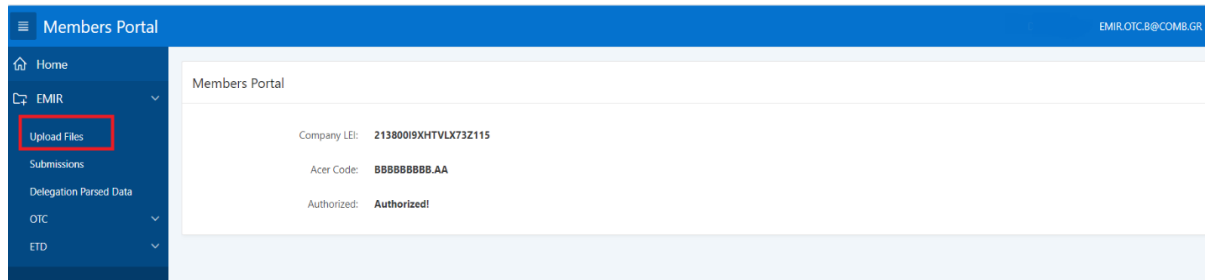 Members Portal
EMIR.OTC.B@COMB.GR
Home
EMIR
Upload Files
Submissions
Delegation Parsed Data
OTC
ETD
Members Portal
Company LEI: 213800I9XHTVLX73Z115
Acer Code: BBBBBBBBB.AA
Authorized: Authorized!